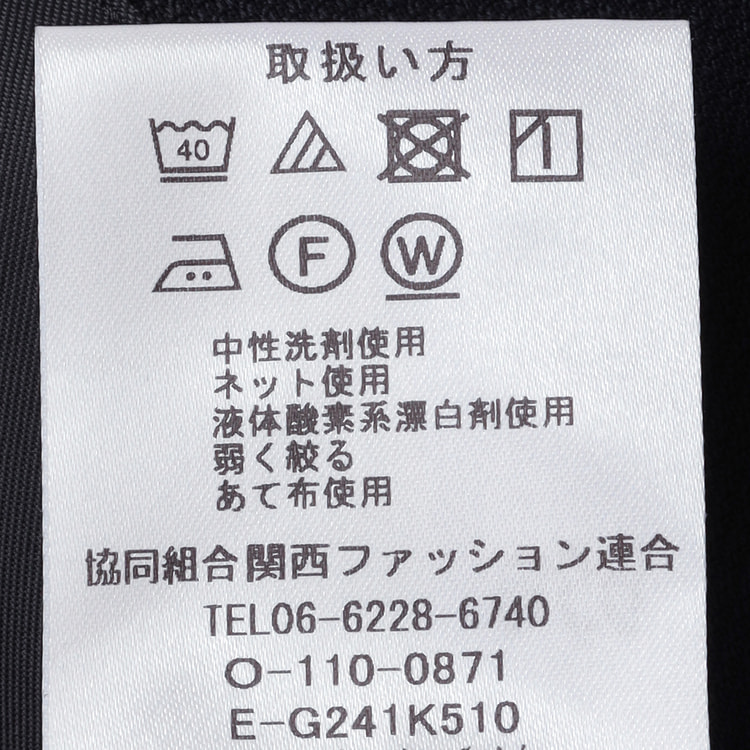 取扱い方
40
F W
中性洗剤使用
ネット使用
液体酸素系漂白剤使用
弱く絞る
あて布使用
協同組合関西ファッション連合
TEL06-6228-6740
O-110-0871
E-G241K510